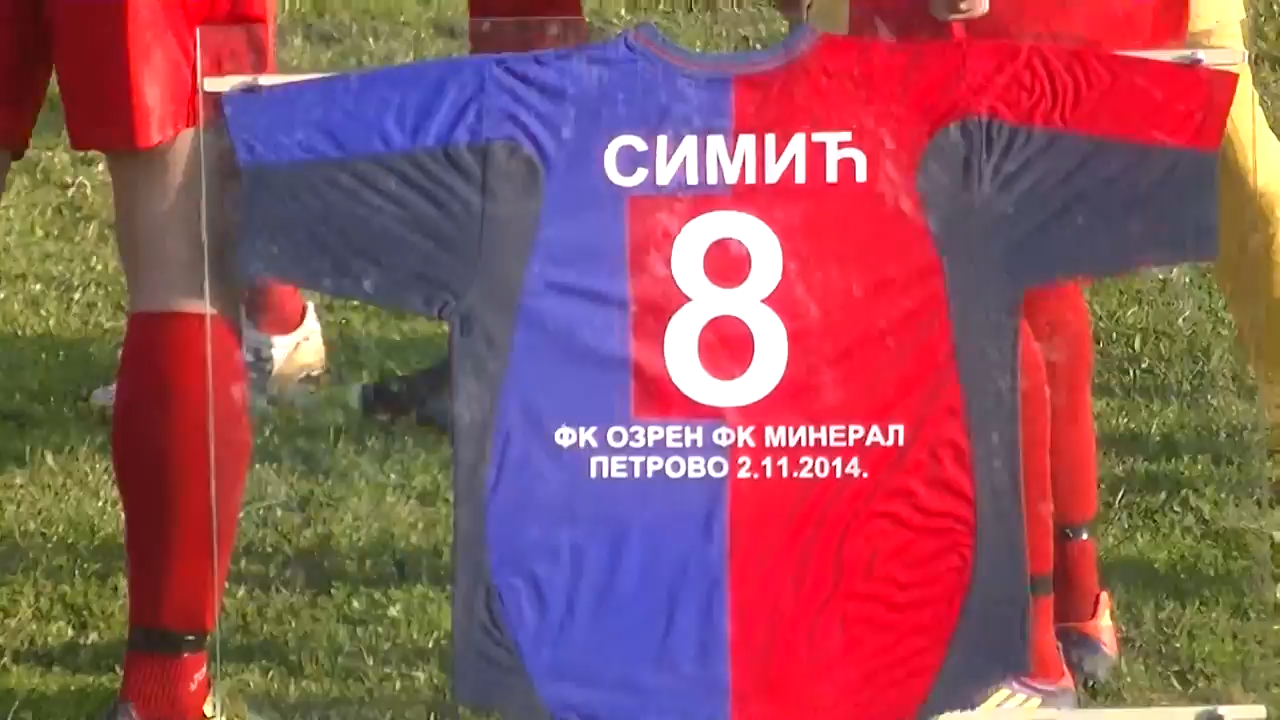 СИМИЋ
8
ФК ОЗРЕН ФК МИНЕРАЛ
ПЕТРОВО 2.11.2014.